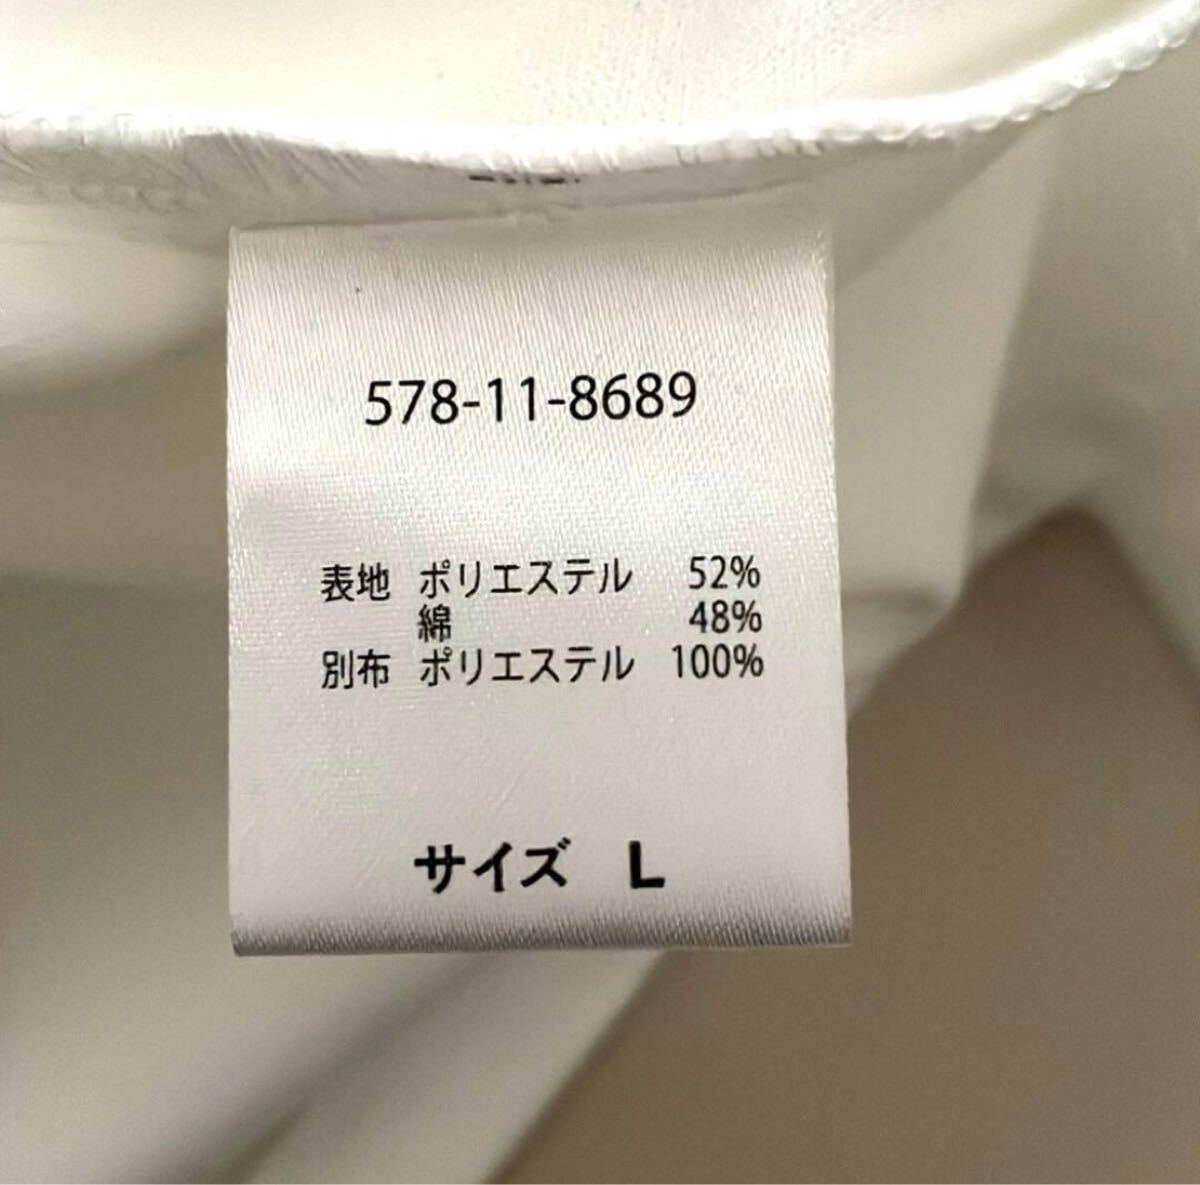 578-11-8689
表地 ポリエステル 52%
綿 48%
別布 ポリエステル 100%
サイズ L